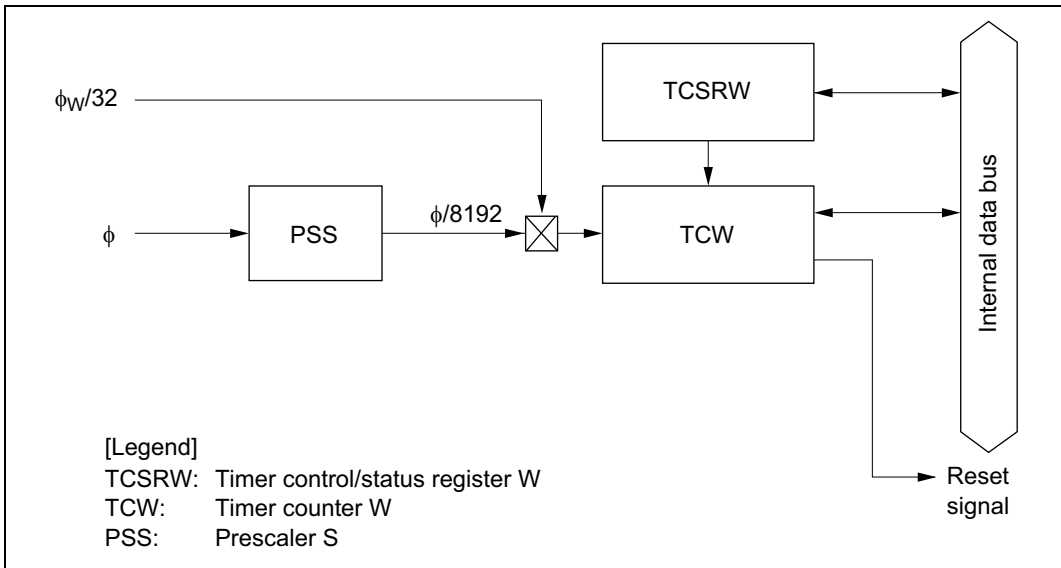 TCSRW
ϕW/32
ϕ/8192
ϕ
PSS
TCW
Internal data bus
[Legend]
TCSRW: Timer control/status register W
TCW: Timer counter W
PSS: Prescaler S
Reset
signal